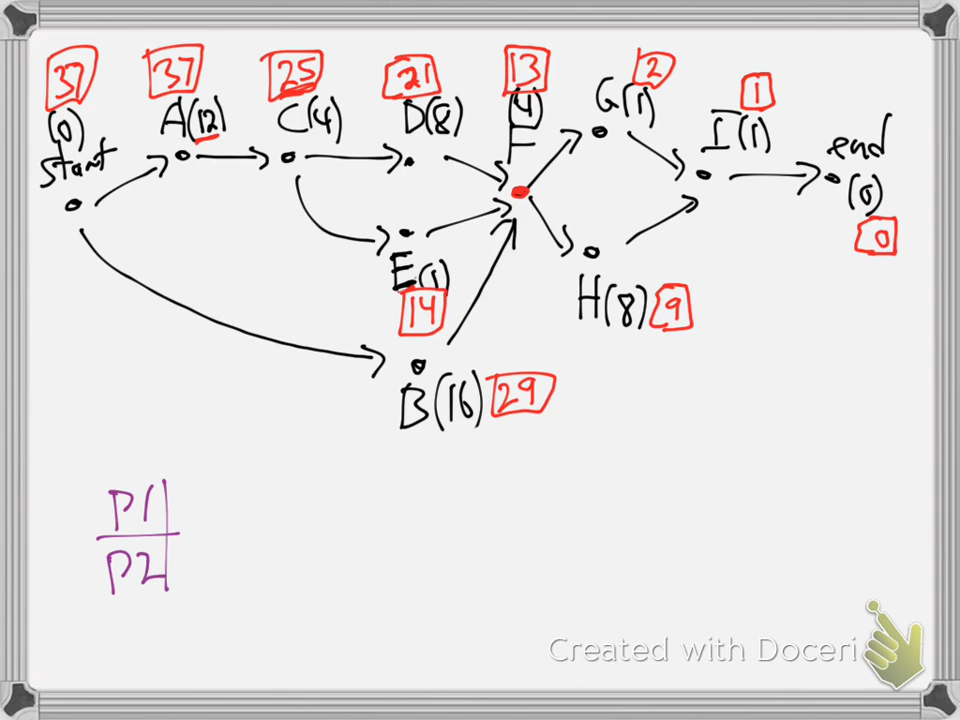 37
37
25
21
13
2
1
(0)
start
A(12)
C(4)
D(8)
(4)
F
G(1)
I(1)
end
(0)
0
E(1)
14
H(8) 9
B(16) 29
P1
P2
Created with Doceri